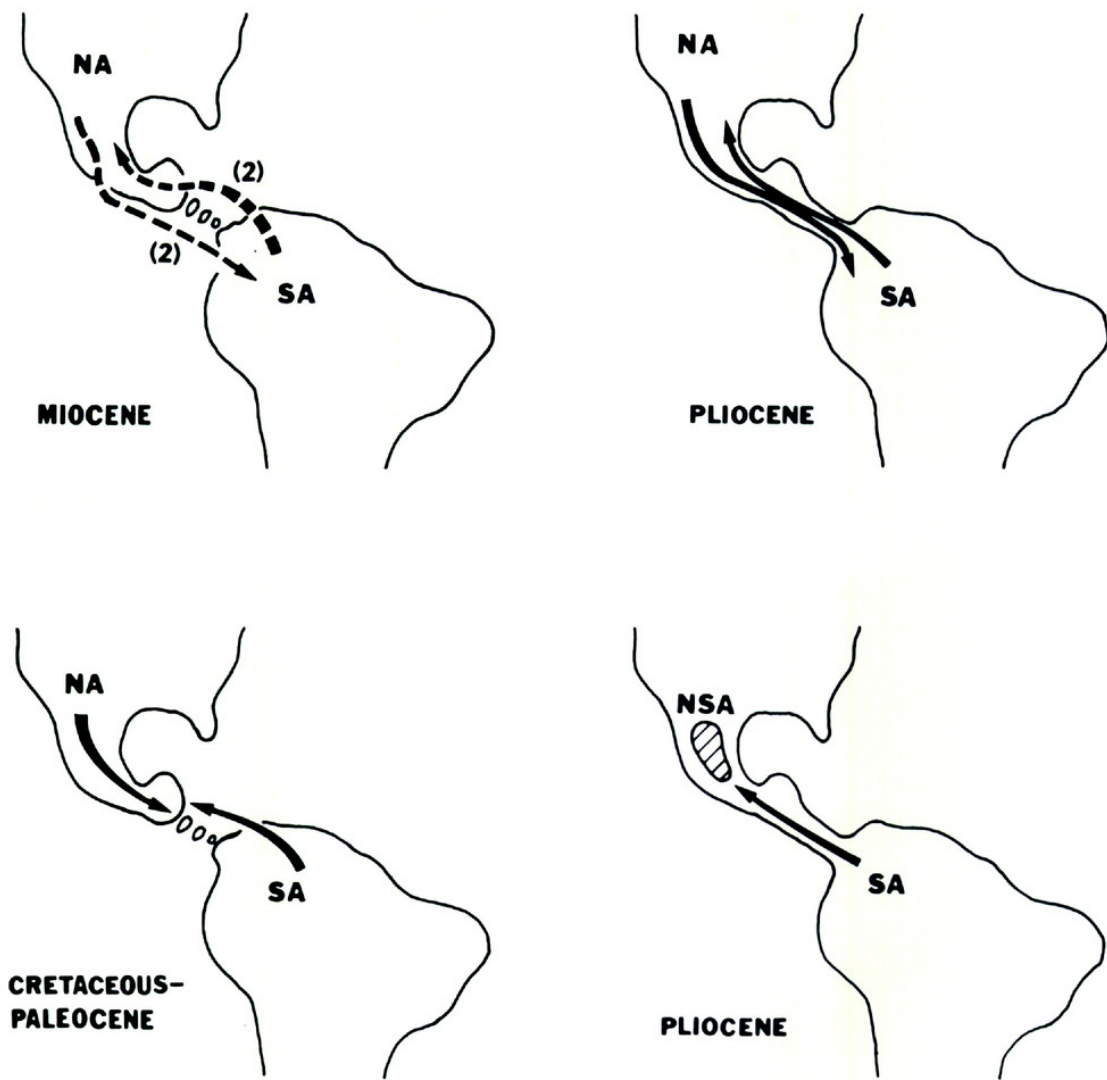 NA
(2)
(2)
SA
MIOCENE
NA
SA
PLIOCENE
NA
SA
CRETACEOUS-
PALEOCENE
NSA
SA
PLIOCENE